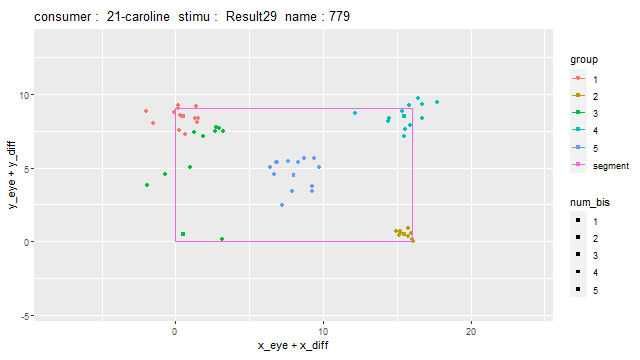 consumer : 21-caroline stimu : Result29 name : 779
10
5
0
-5
y_eye + y_diff
0
10
20
x_eye + x_diff
group
1
2
3
4
5
segment
num_bis
1
2
3
4
5